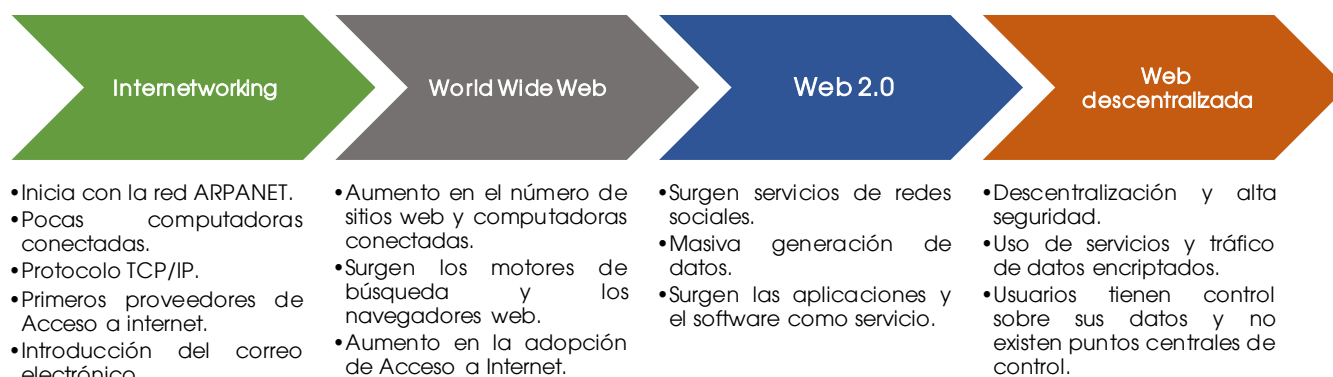 Internetworking
•Inicia con la red ARPANET.
•Pocas computadoras
conectadas.
•Protocolo TCP/IP.
•Primeros proveedores de
Acceso a internet.
•Introducción del correo
electrónico
World Wide Web
•Aumento en el número de
sitios web y computadoras
conectadas.
•Surgen los motores de
búsqueda y los
navegadores web.
•Aumento en la adopción
de Acceso a Internet.
Web 2.0
•Surgen servicios de redes
sociales.
•Masiva generación de
datos.
•Surgen las aplicaciones y
el software como servicio.
Web
descentralizada
•Descentralización y alta
seguridad.
•Uso de servicios y tráfico
de datos encriptados.
•Usuarios tienen control
sobre sus datos y no
existen puntos centrales de
control.